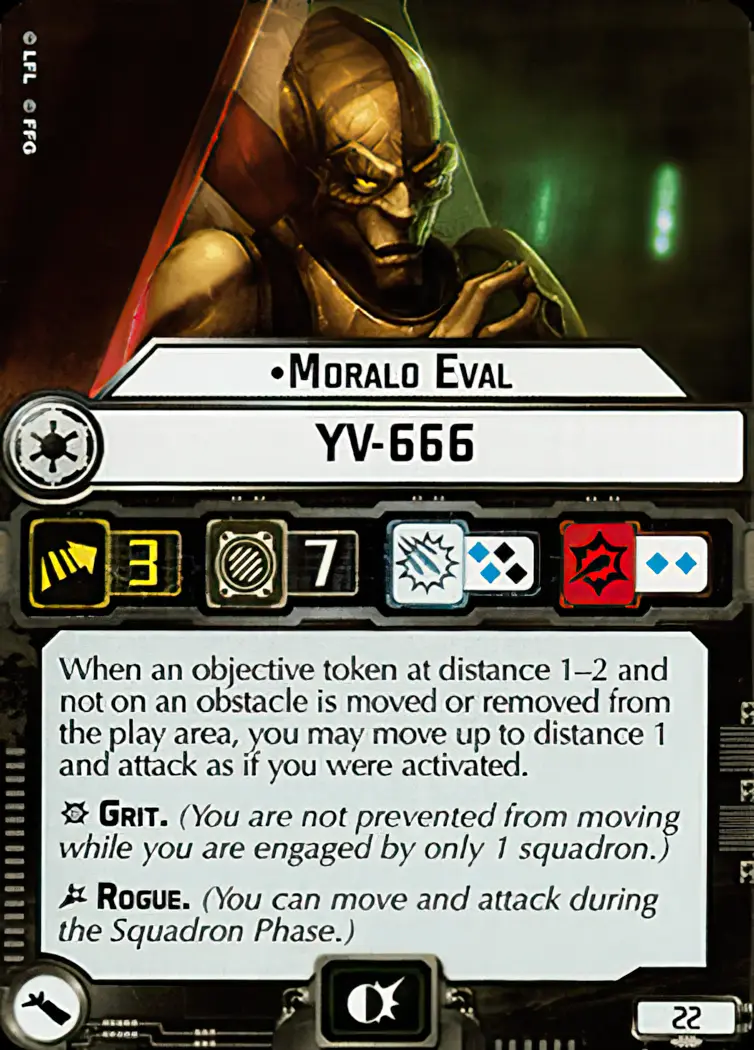 © LFL © FFG
•Moralo Eval
YV-666
3
7
When an objective token at distance 1–2 and
not on an obstacle is moved or removed from
the play area, you may move up to distance 1
and attack as if you were activated.
Grit. (You are not prevented from moving
while you are engaged by only 1 squadron.)
Rogue. (You can move and attack during
the Squadron Phase.)
22